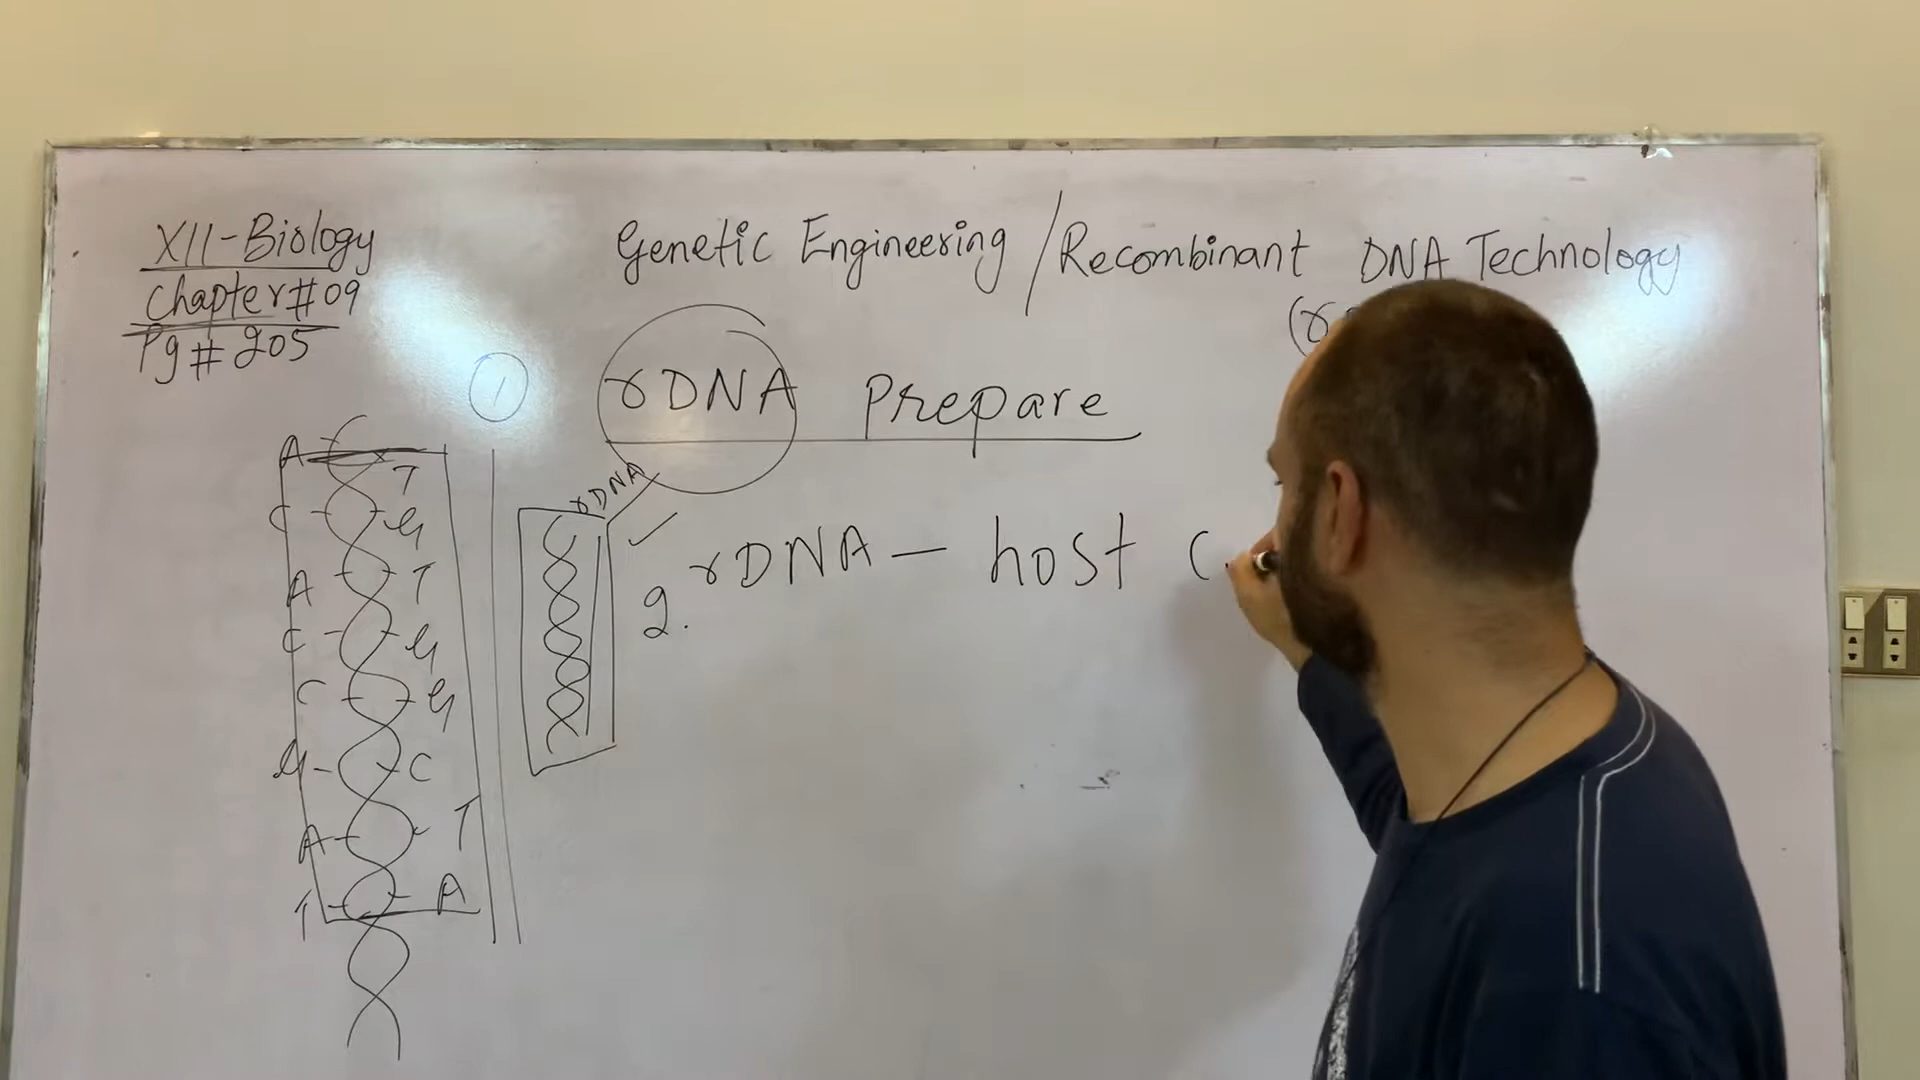 XII-Biology
Chapter#09
Pg#205
Genetic Engineering/Recombinant DNA Technology
(r
1
rDNA Prepare
rDNA
2. rDNA - host c
A T
C G
A T
C G
C G
G C
A T
T A